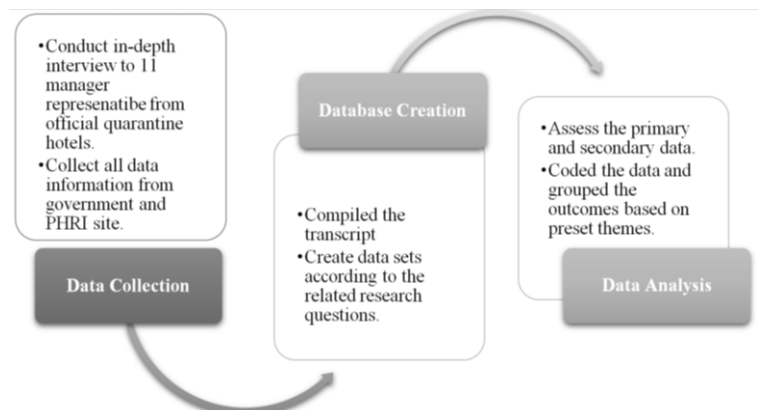 •Conduct in-depth
interview to 11
manager
represenatibe from
official quarantine
hotels.
•Collect all data
information from
government and
PHRI site.
Data Collection
Database Creation
•Compiled the
transcript
•Create data sets
according to the
related research
questions.
•Assess the primary
and secondary data.
•Coded the data and
grouped the
outcomes based on
preset themes.
Data Analysis